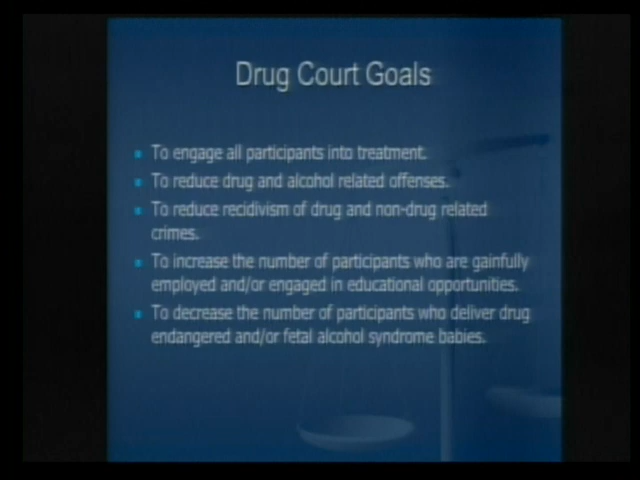 Drug Court Goals
To engage all participants into treatment.
To reduce drug and alcohol related offenses.
To reduce recidivism of drug and non-drug related
crimes.
To increase the number of participants who are gainfully
employed and/or engaged in educational opportunities.
To decrease the number of participants who deliver drug
endangered and/or fetal alcohol syndrome babies.